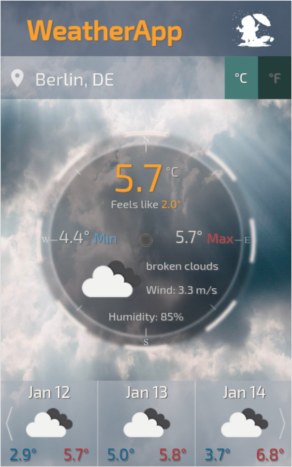 WeatherApp
Berlin, DE
°C
°F
5.7 °C
Feels like 2.0°
W 4.4° Min 5.7° Max E
broken clouds
Wind: 3.3 m/s
Humidity: 85%
S
Jan 12 Jan 13 Jan 14
2.9° 5.7° 5.0° 5.8° 3.7° 6.8°